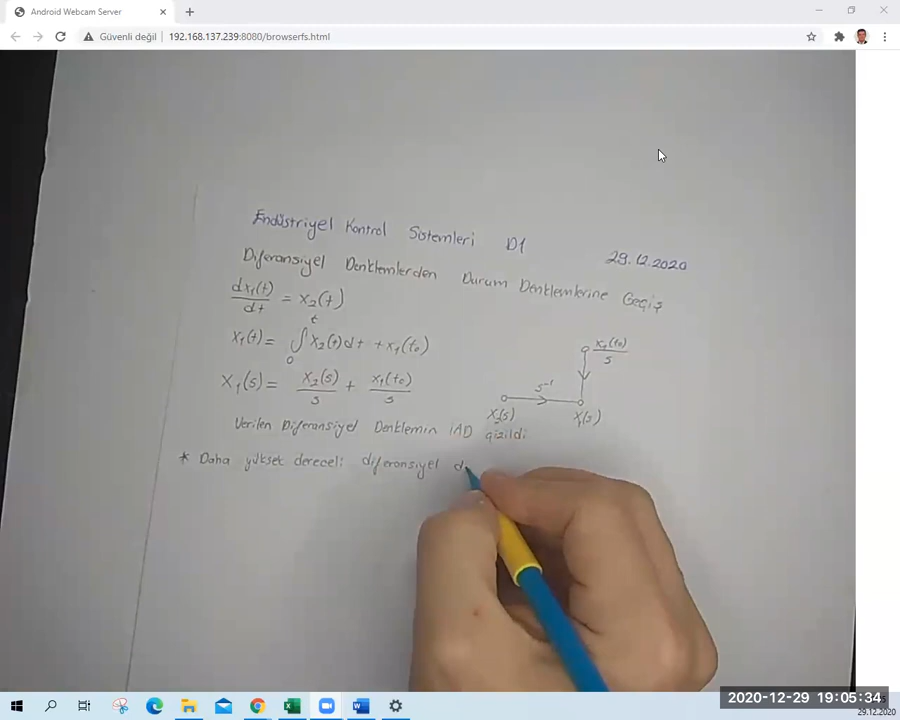 Android Webcam Server
Güvenli değil
192.168.137.239:8080/browserfs.html
Endüstriyel Kontrol Sistemleri D1
29.12.2020
Diferansiyel Denklemlerden Durum Denklemlerine Geçiş
dx₁(t)/dt = x₂(t)
x₁(t) = ∫₀ᵗ x₂(t)dt + x₁(t₀)
X₁(s) = X₂(s)/s + x₁(t₀)/s
x₁(t₀)/s
s⁻¹
X₂(s)
X₁(s)
Verilen Diferansiyel Denklemin İAD çizildi
* Daha yüksek dereceli diferansiyel d
2020-12-29 19:05:34
29.12.2020